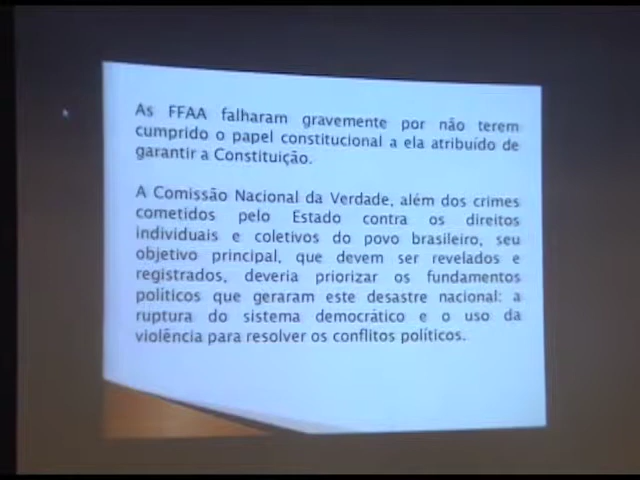 As FFAA falharam gravemente por não terem
cumprido o papel constitucional a ela atribuído de
garantir a Constituição.
A Comissão Nacional da Verdade, além dos crimes
cometidos pelo Estado contra os direitos
individuais e coletivos do povo brasileiro, seu
objetivo principal, que devem ser revelados e
registrados, deveria priorizar os fundamentos
políticos que geraram este desastre nacional: a
ruptura do sistema democrático e o uso da
violência para resolver os conflitos políticos.